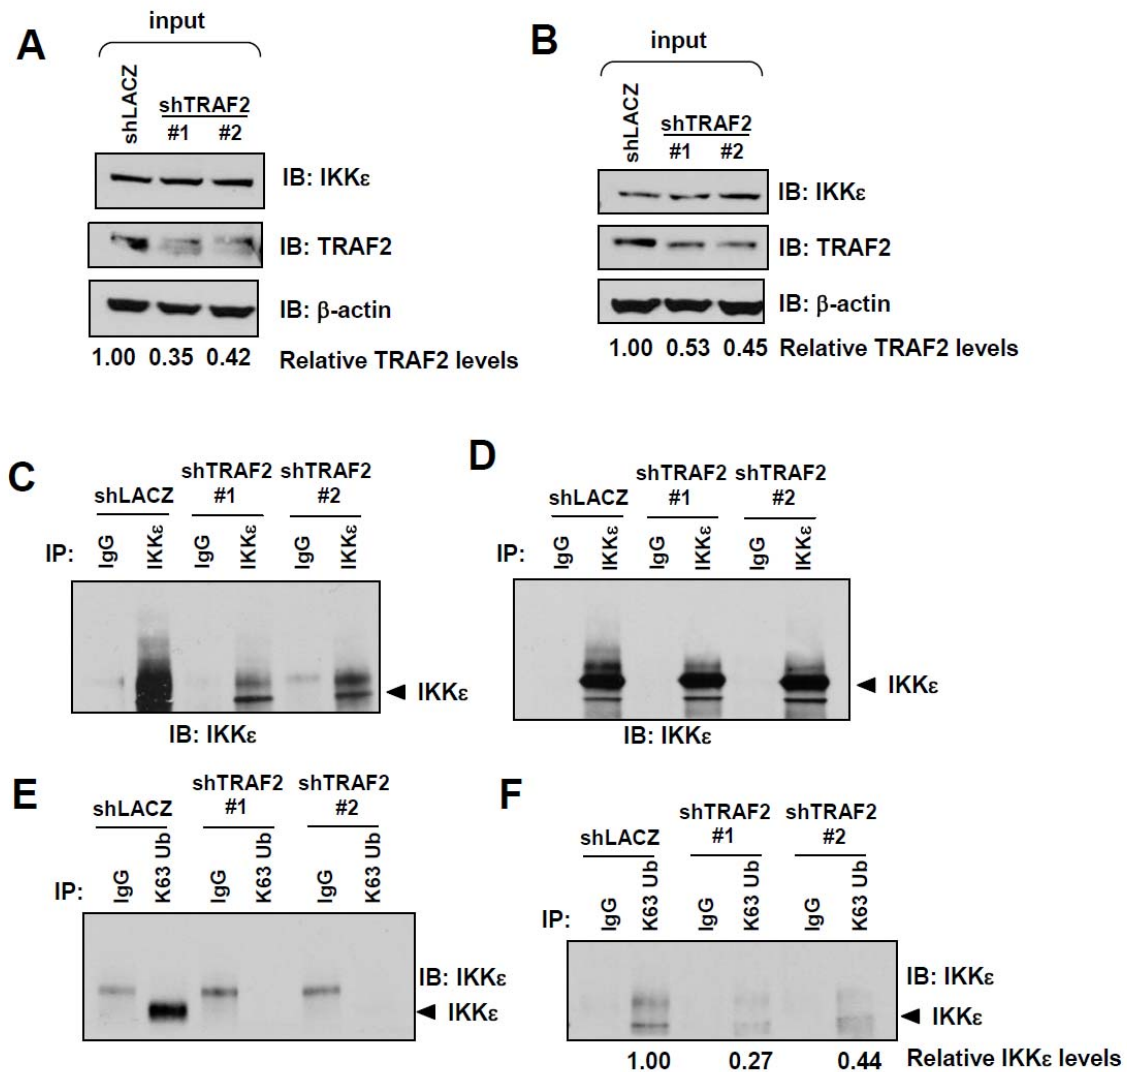 A
input
shLACZ
shTRAF2
#1 #2
IB: IKKε
IB: TRAF2
IB: β-actin
1.00 0.35 0.42 Relative TRAF2 levels
B
input
shLACZ
shTRAF2
#1 #2
IB: IKKε
IB: TRAF2
IB: β-actin
1.00 0.53 0.45 Relative TRAF2 levels
C
shLACZ shTRAF2 #1 shTRAF2 #2
IP: IgG IKKε IgG IKKε IgG IKKε
IKKε
IB: IKKε
D
shLACZ shTRAF2 #1 shTRAF2 #2
IP: IgG IKKε IgG IKKε IgG IKKε
IKKε
IB: IKKε
E
shLACZ shTRAF2 #1 shTRAF2 #2
IP: IgG K63 Ub IgG K63 Ub IgG K63 Ub
IB: IKKε
IKKε
F
shLACZ shTRAF2 #1 shTRAF2 #2
IP: IgG K63 Ub IgG K63 Ub IgG K63 Ub
IB: IKKε
IKKε
1.00 0.27 0.44 Relative IKKε levels